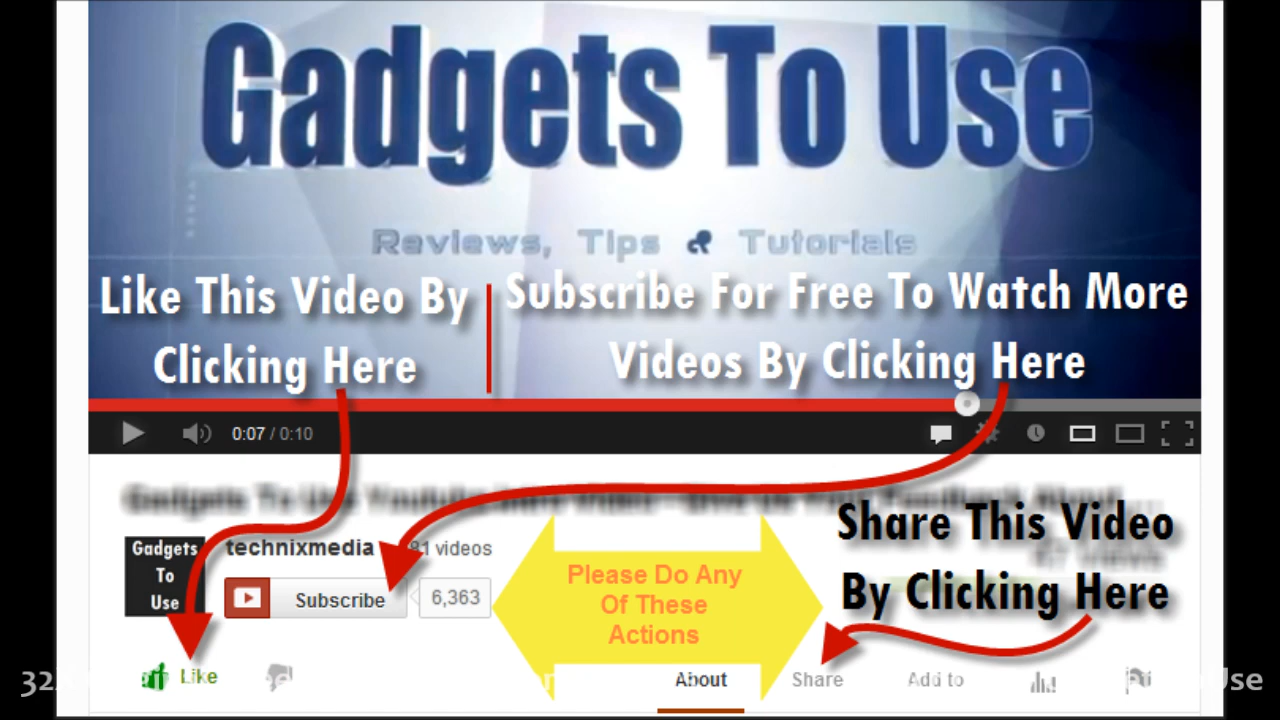 Gadgets To Use
Reviews, Tips & Tutorials
Like This Video By
Clicking Here
Subscribe For Free To Watch More
Videos By Clicking Here
0:07 / 0:10
Share This Video
By Clicking Here
Gadgets
To
Use
technixmedia
81 videos
Subscribe
6,363
Please Do Any
Of These
Actions
Like
About
Share
Add to